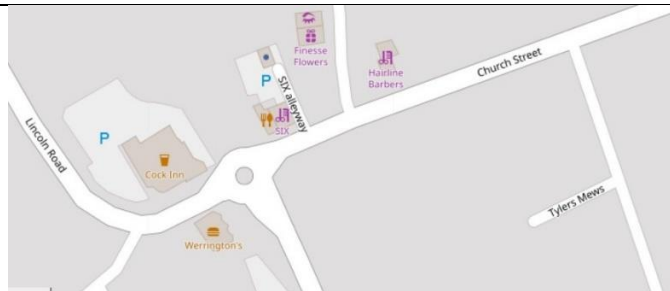 Finesse
Flowers
P
SIX alleyway
Hairline
Barbers
Church Street
Lincoln Road
P
SIX
Cock Inn
Tylers Mews
Werrington's